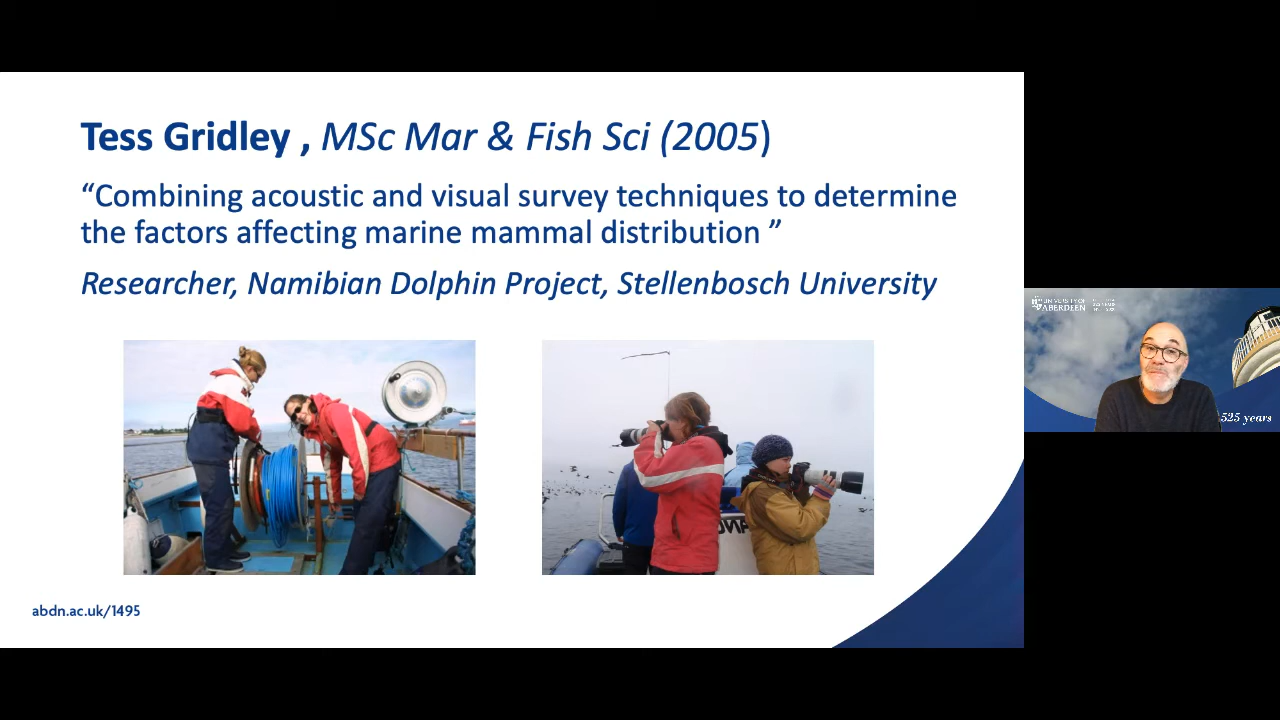 Tess Gridley , MSc Mar & Fish Sci (2005)
“Combining acoustic and visual survey techniques to determine
the factors affecting marine mammal distribution ”
Researcher, Namibian Dolphin Project, Stellenbosch University
abdn.ac.uk/1495
UNIVERSITY OF
ABERDEEN
525 years